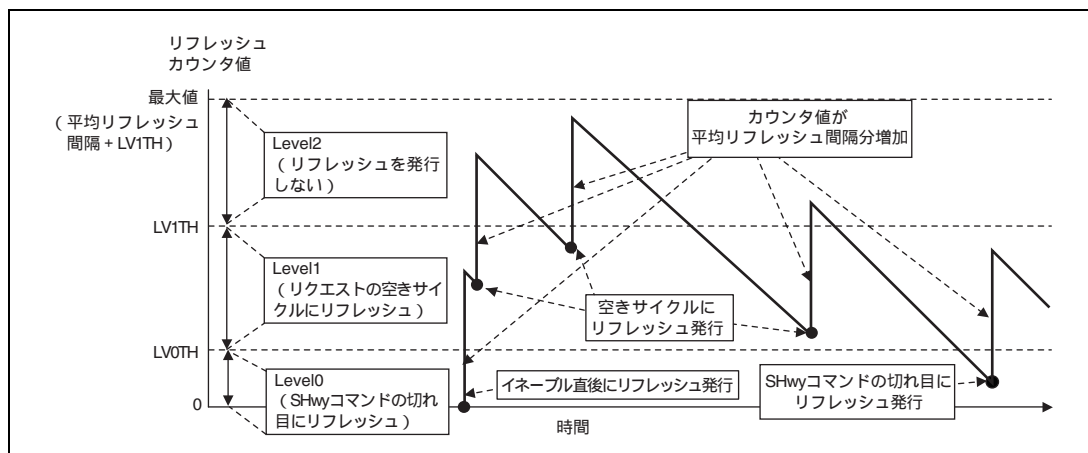 リフレッシュ
カウンタ値
最大値
（平均リフレッシュ
間隔 + LV1TH）
Level2
（リフレッシュを発行
しない）
カウンタ値が
平均リフレッシュ間隔分増加
LV1TH
Level1
（リクエストの空きサイ
クルにリフレッシュ）
空きサイクルに
リフレッシュ発行
LV0TH
Level0
（SHwyコマンドの切れ
目にリフレッシュ）
イネーブル直後にリフレッシュ発行
SHwyコマンドの切れ目に
リフレッシュ発行
0
時間